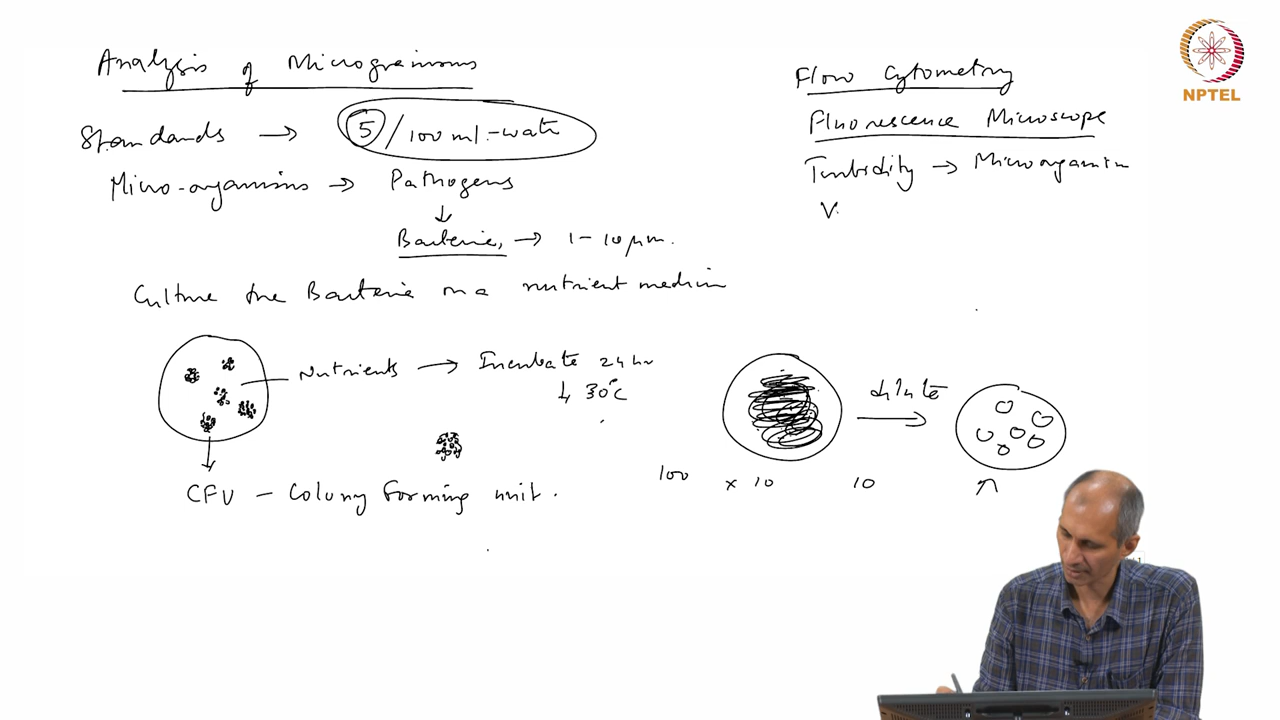 Analysis of Microgranisms
Standards → 5/100 ml-wate
Micro-organisms → Pathogens
↓
Bacteria, → 1-10 μm.
Culture the Bacteria on a nutrient medium
Nutrients → Incubate 24 hr
↳ 30°C
CFU - Colony forming unit.
dilute
100 × 10 10 n
Flow Cytometry
Fluorescence Microscope
Turbidity → Microorganism
V
NPTEL